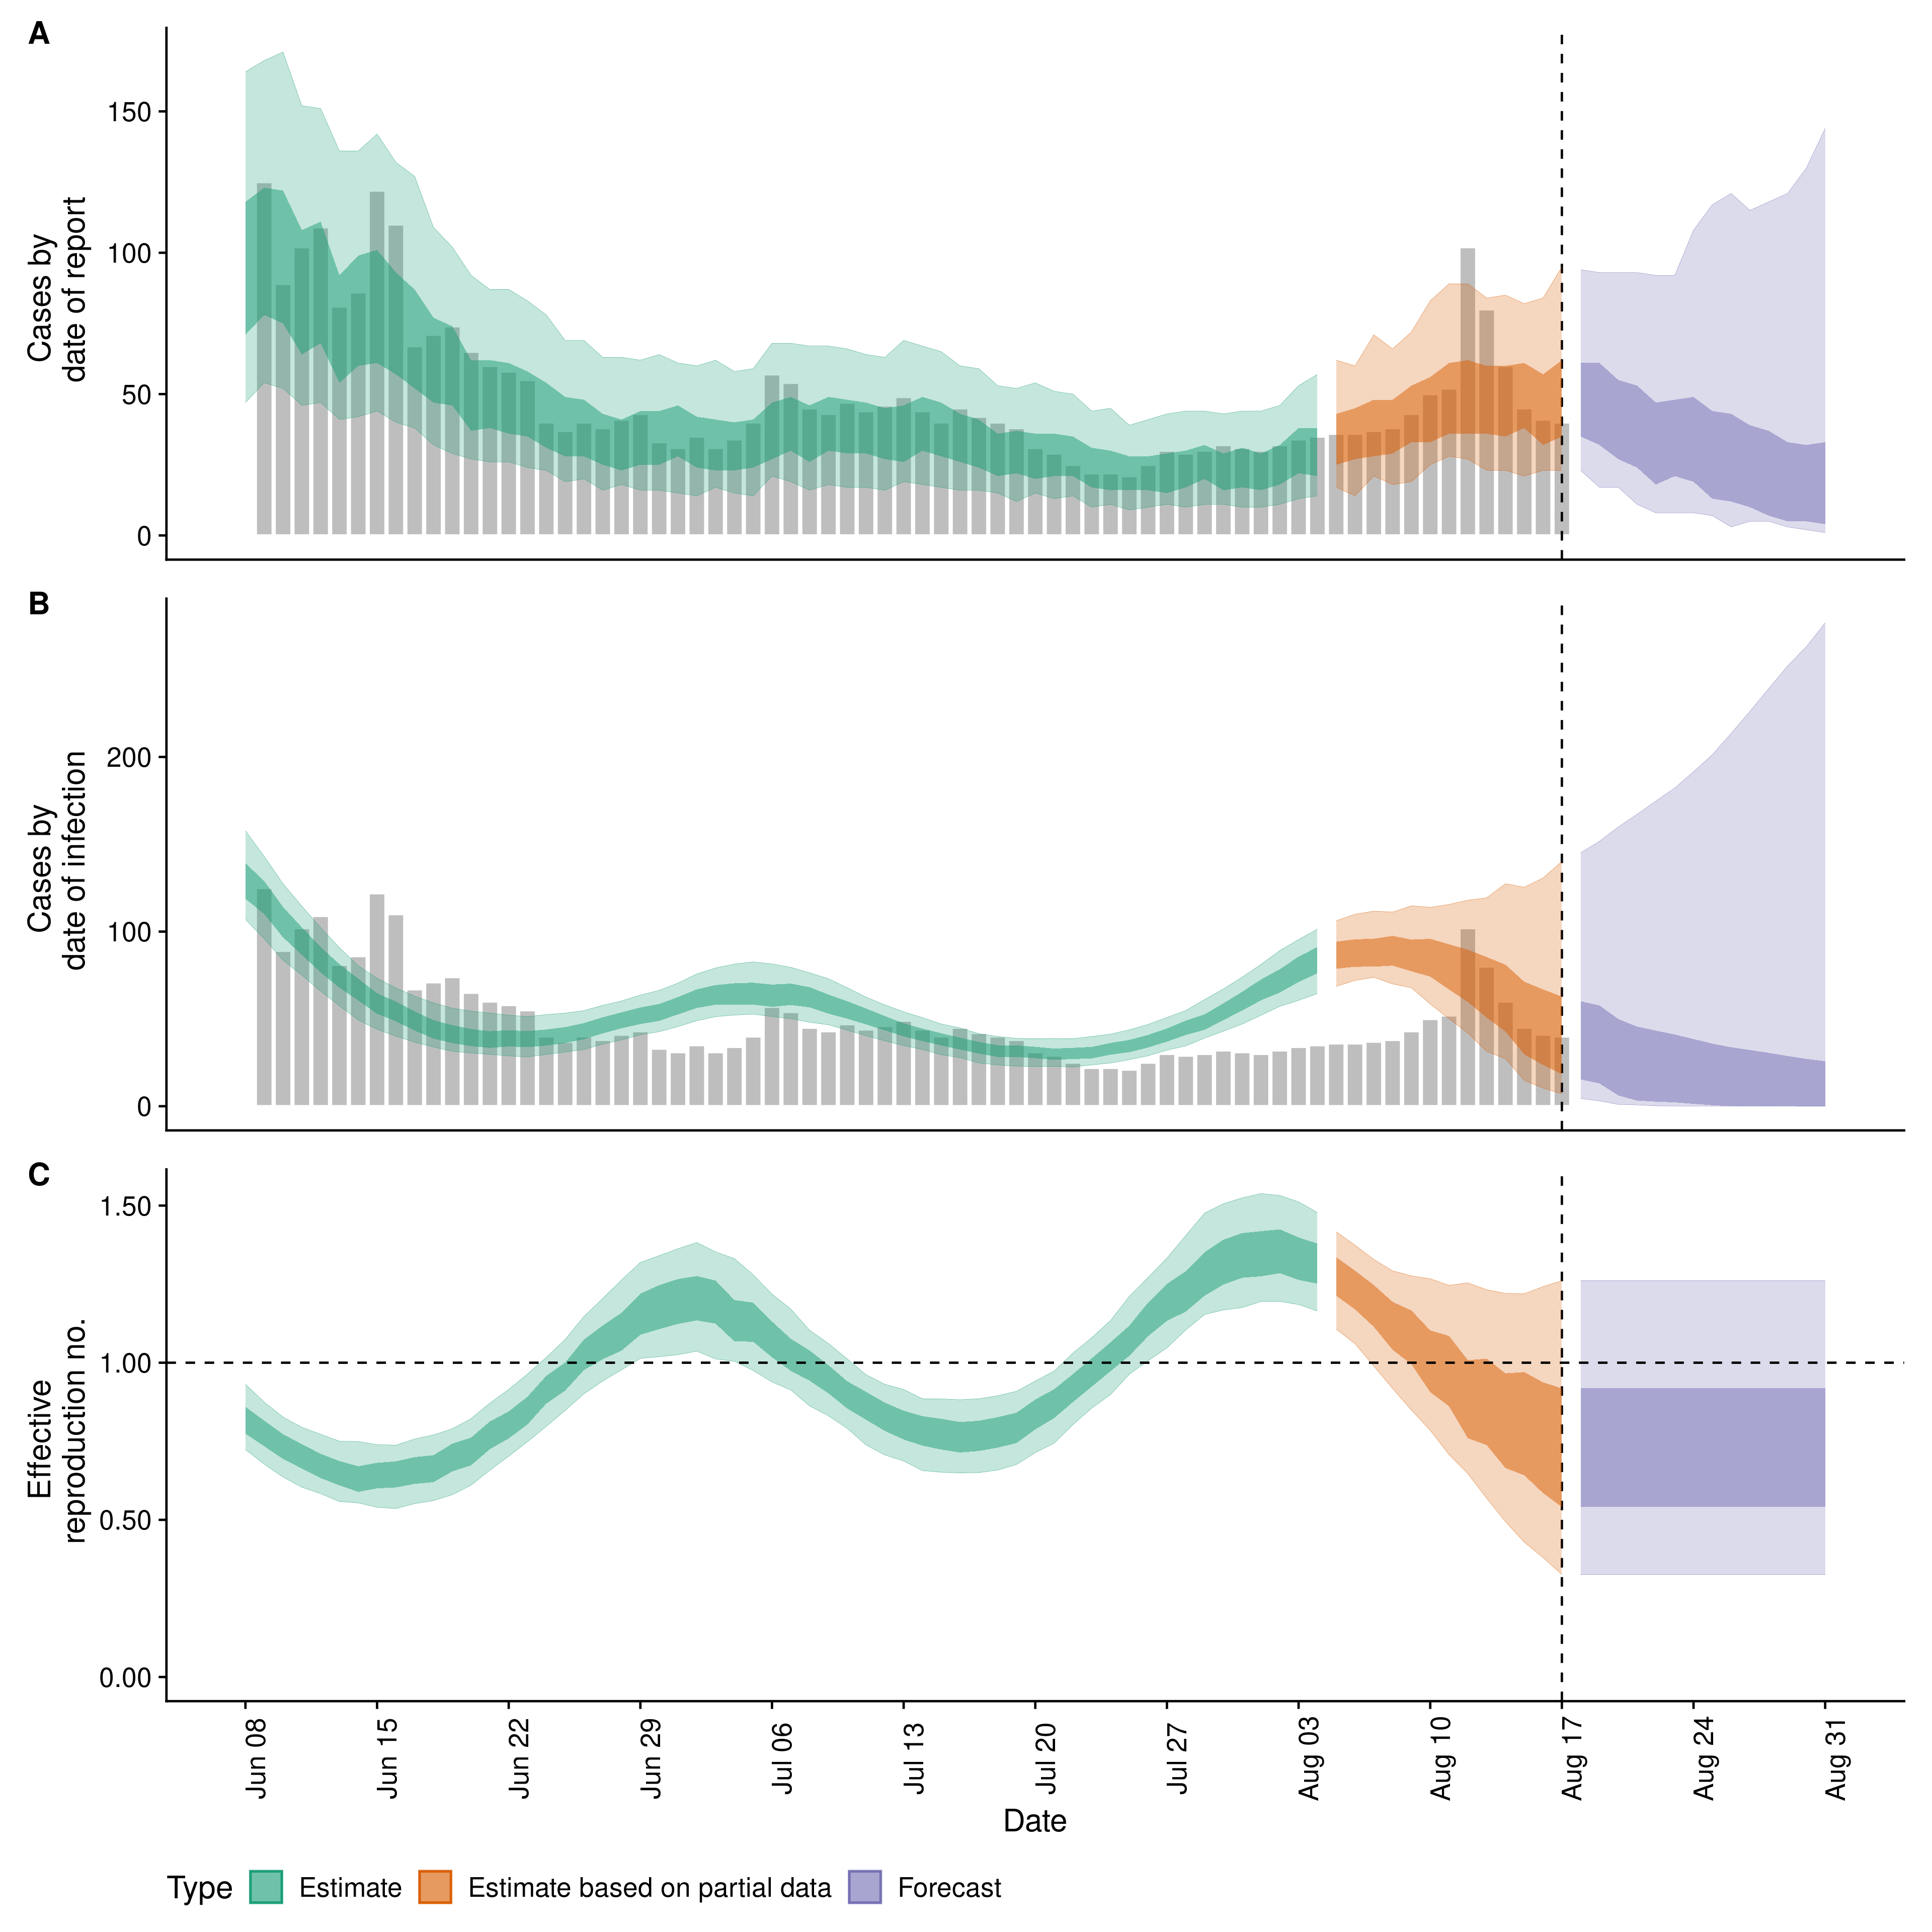 A
Cases by
date of report
150
100
50
0
B
Cases by
date of infection
200
100
0
C
Effective
reproduction no.
1.50
1.00
0.50
0.00
Jun 08
Jun 15
Jun 22
Jun 29
Jul 06
Jul 13
Jul 20
Jul 27
Aug 03
Aug 10
Aug 17
Aug 24
Aug 31
Date
Type Estimate Estimate based on partial data Forecast